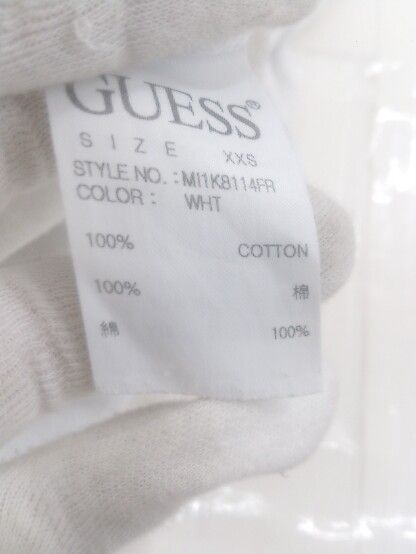 GUESS®
SIZE XXS
STYLE NO.: MI1K8114FR
COLOR: WHT
100% COTTON
100% 棉
綿 100%